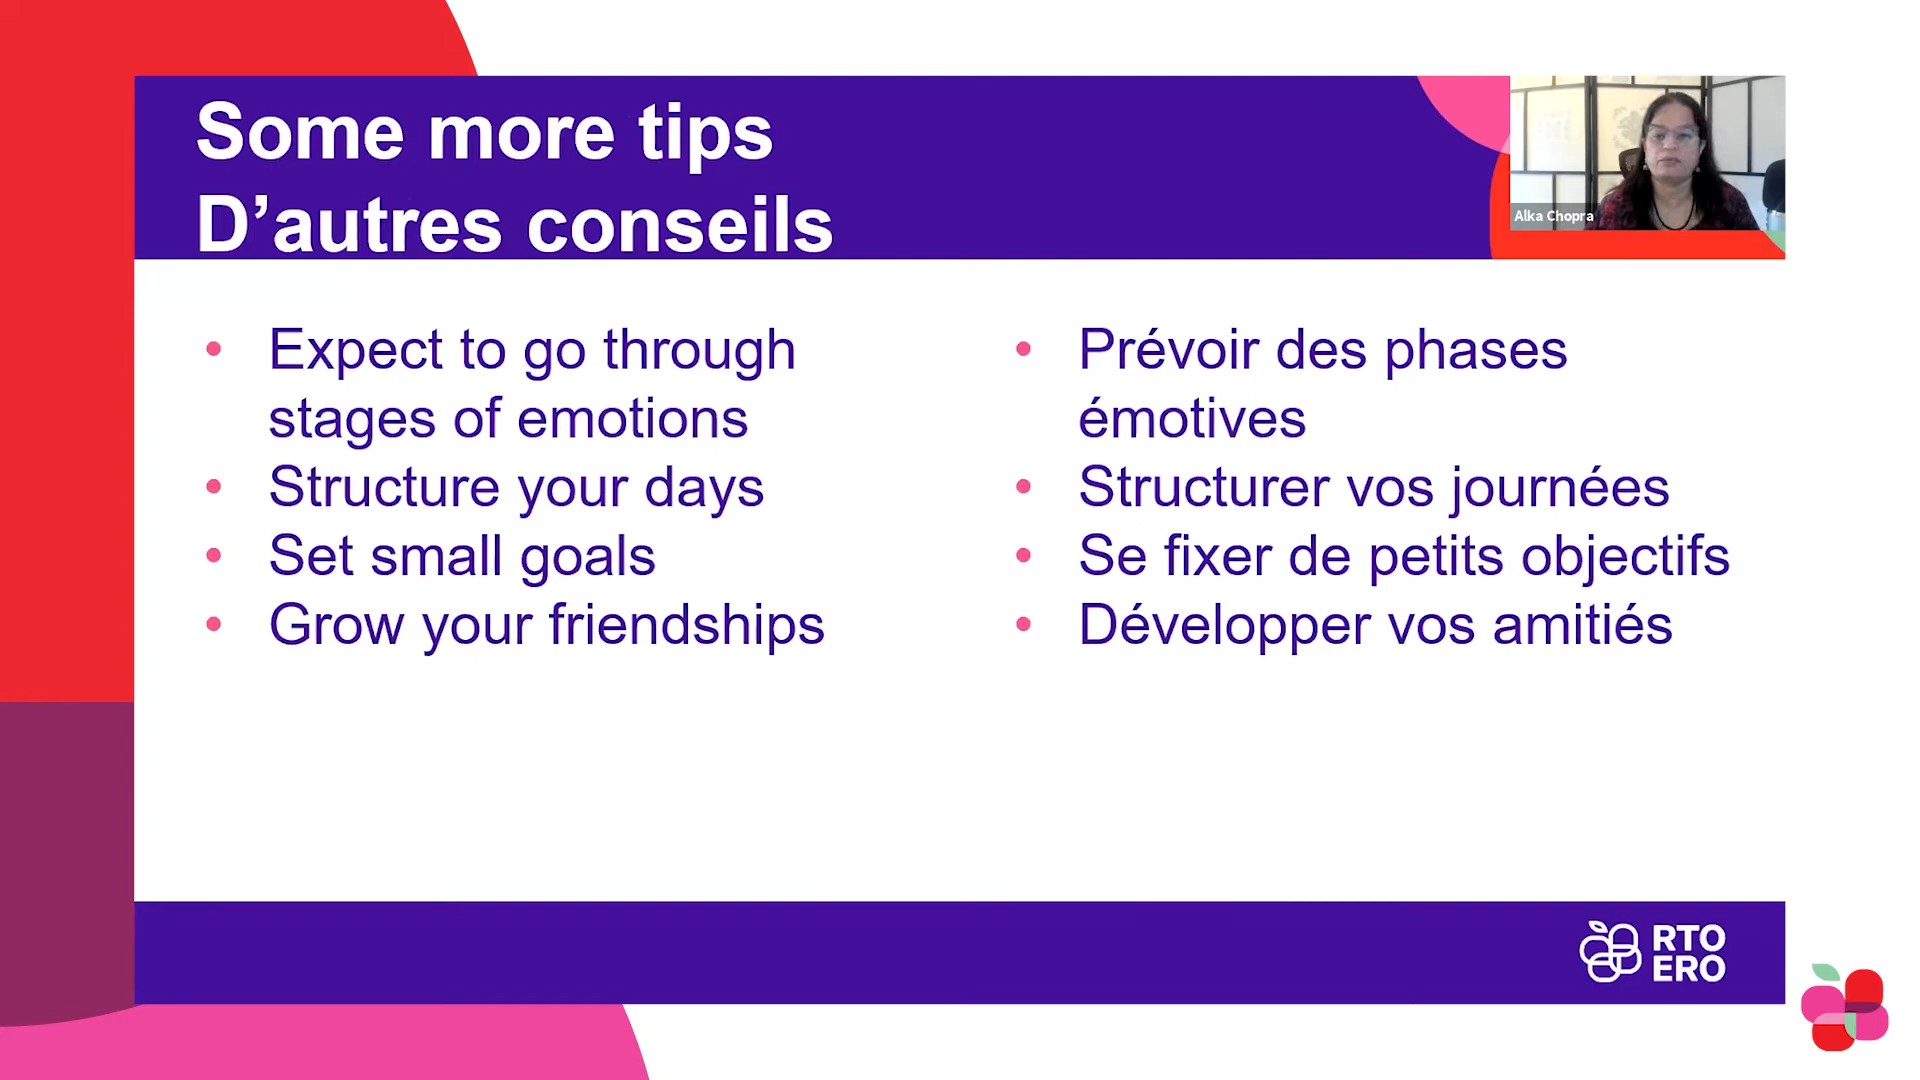 Some more tips
D’autres conseils
Alka Chopra
• Expect to go through
stages of emotions
• Structure your days
• Set small goals
• Grow your friendships
• Prévoir des phases
émotives
• Structurer vos journées
• Se fixer de petits objectifs
• Développer vos amitiés
RTO
ERO